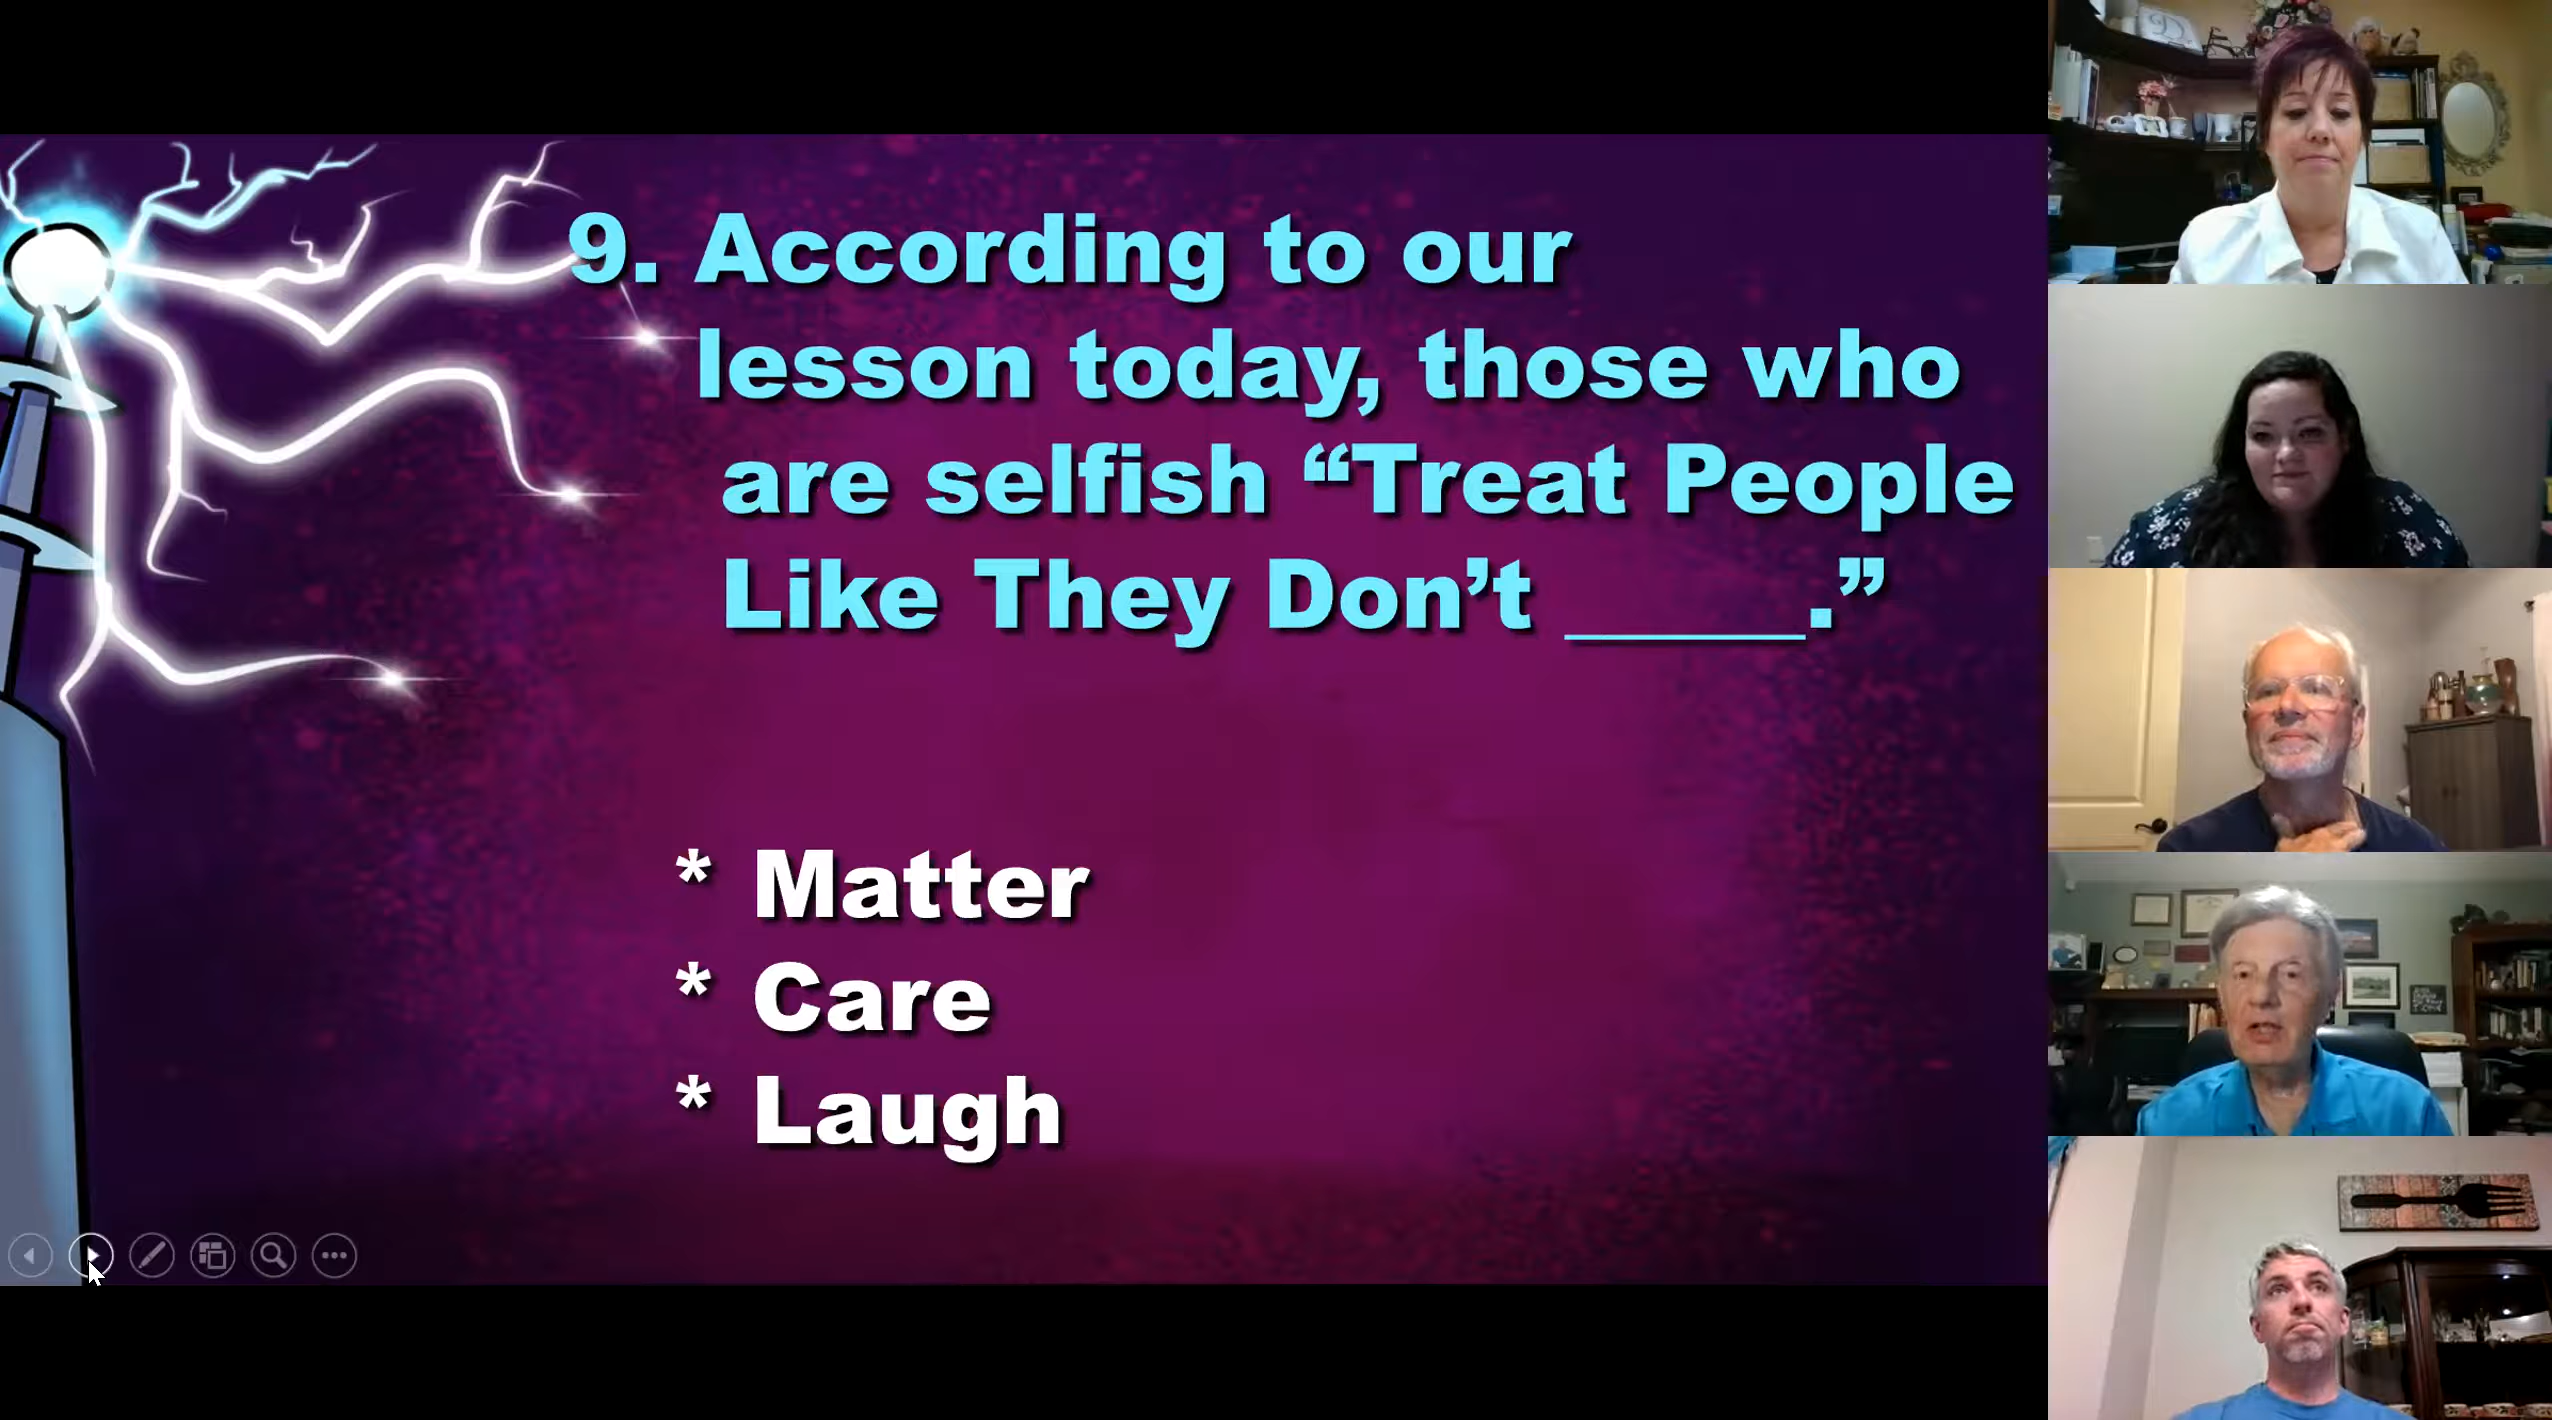 9. According to our
lesson today, those who
are selfish “Treat People
Like They Don’t _____.”
* Matter
* Care
* Laugh